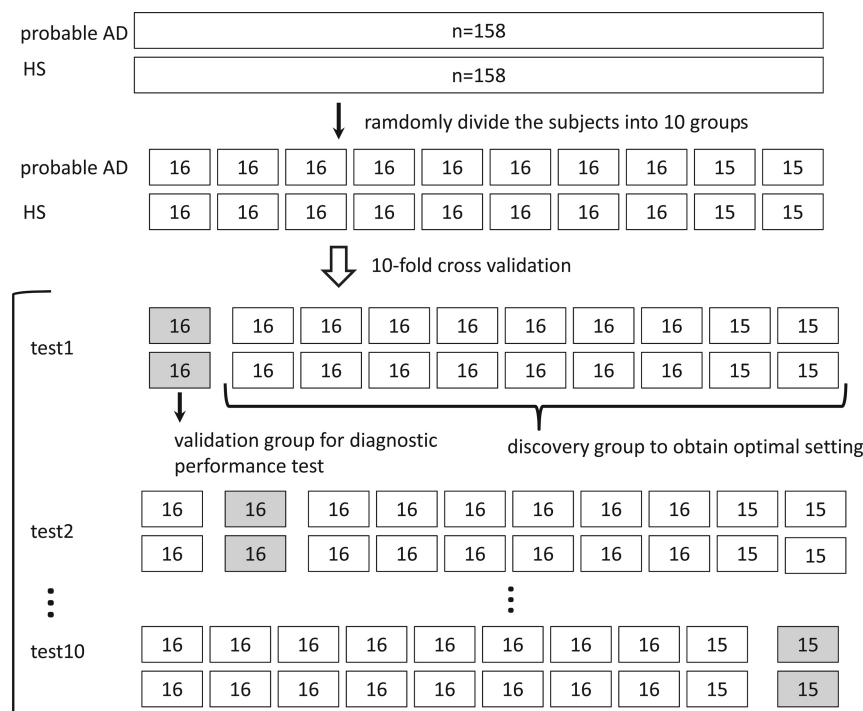 probable AD n=158
HS n=158
ramdomly divide the subjects into 10 groups
probable AD 16 16 16 16 16 16 16 16 15 15
HS 16 16 16 16 16 16 16 16 15 15
10-fold cross validation
test1
16 16 16 16 16 16 16 16 15 15
16 16 16 16 16 16 16 16 15 15
validation group for diagnostic
performance test
discovery group to obtain optimal setting
test2
16 16 16 16 16 16 16 16 15 15
16 16 16 16 16 16 16 16 15 15
test10
16 16 16 16 16 16 16 16 15 15
16 16 16 16 16 16 16 16 15 15